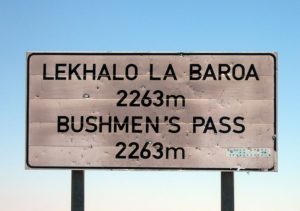 LEKHALO LA BAROA
2263m
BUSHMEN'S PASS
2263m